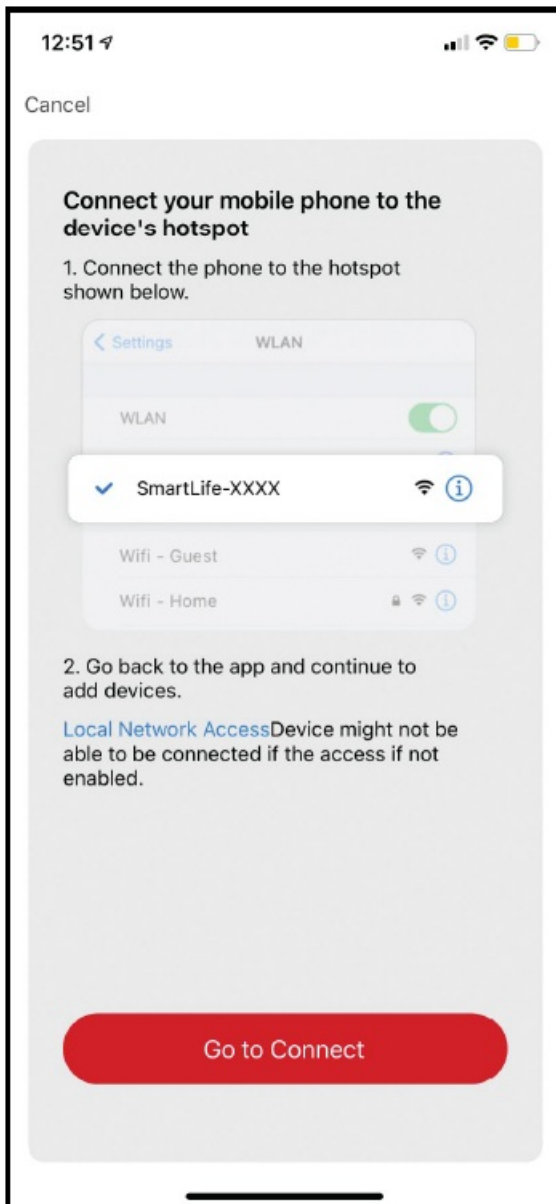 12:51
Cancel
Connect your mobile phone to the
device's hotspot
1. Connect the phone to the hotspot
shown below.
Settings WLAN
WLAN
SmartLife-XXXX
Wifi - Guest
Wifi - Home
2. Go back to the app and continue to
add devices.
Local Network AccessDevice might not be
able to be connected if the access if not
enabled.
Go to Connect